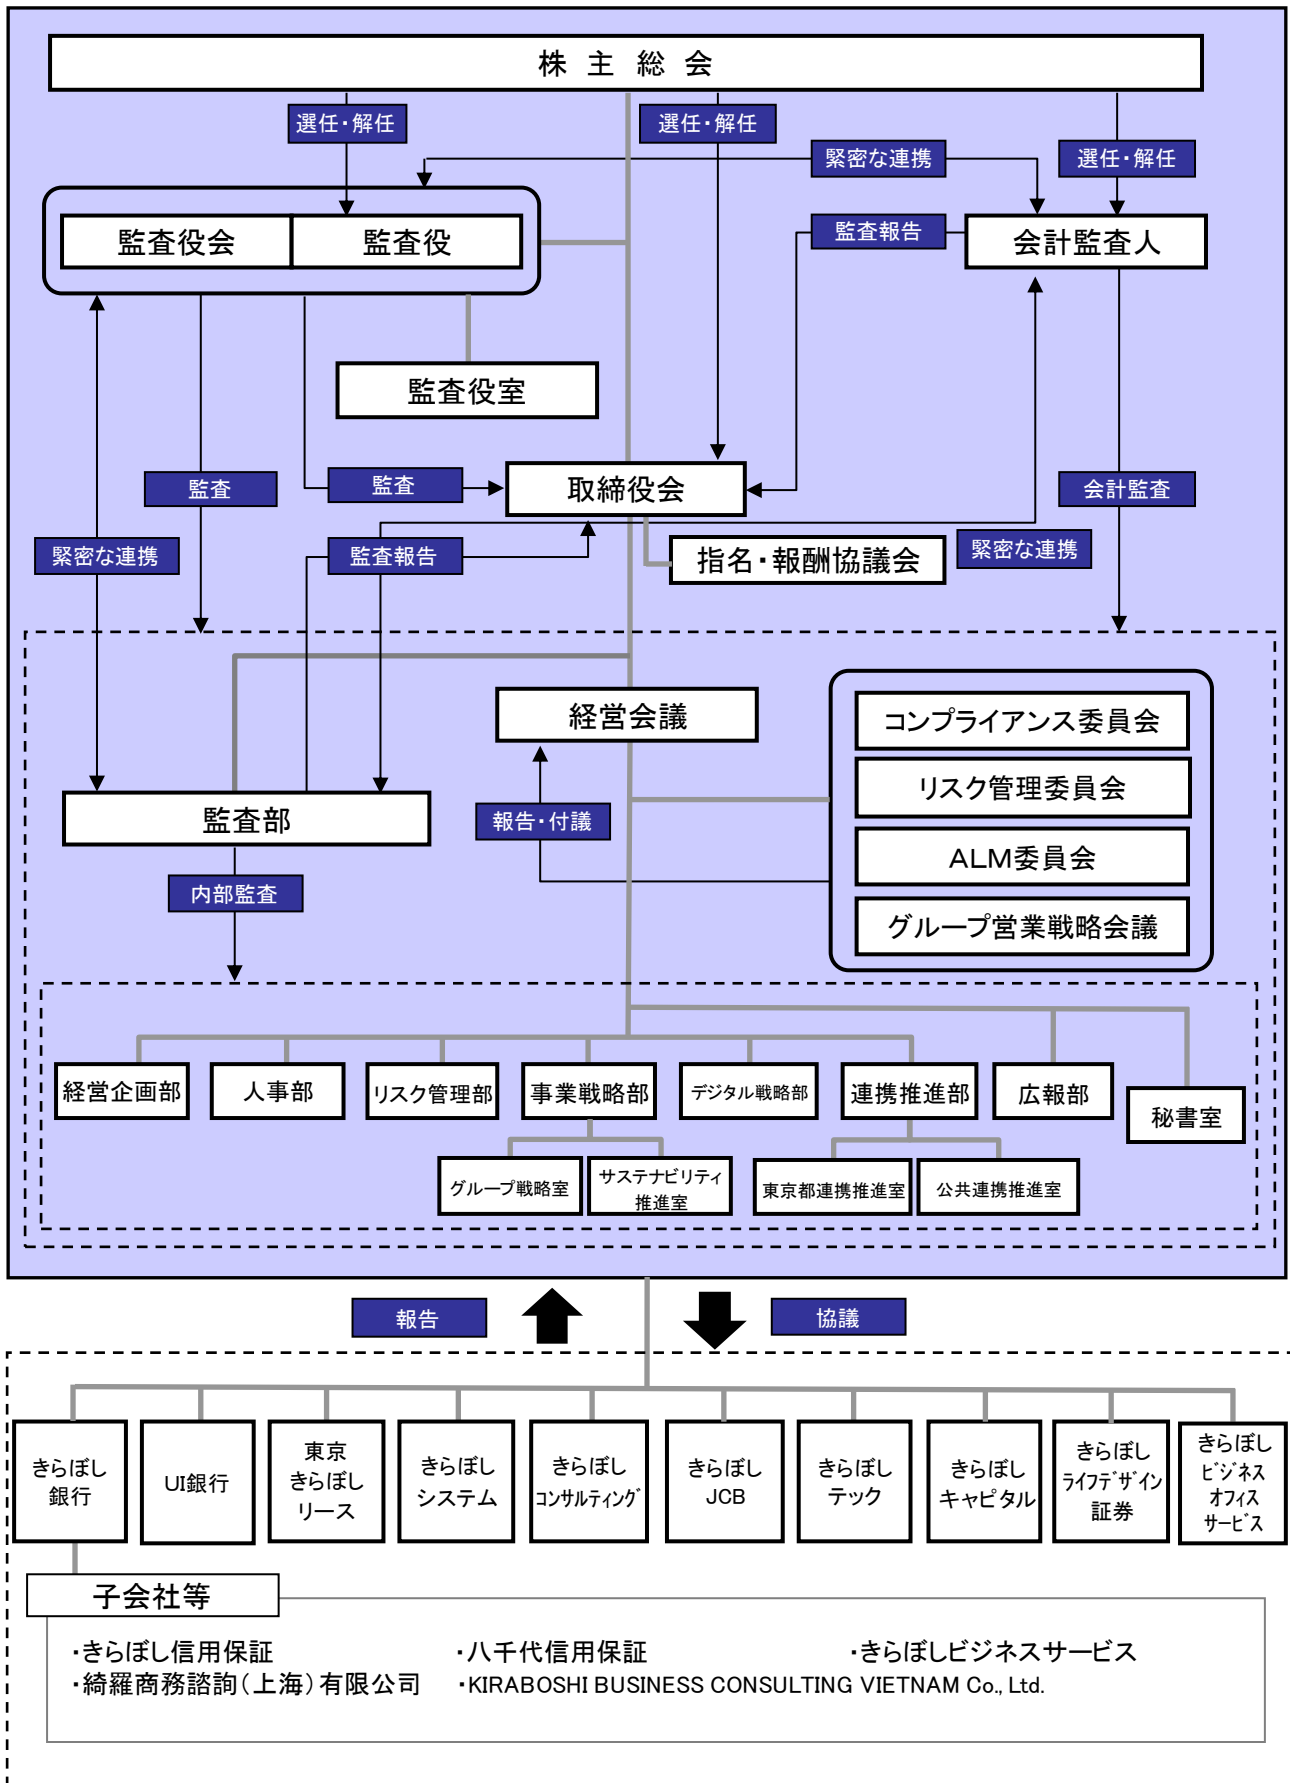 株主総会
選任・解任
選任・解任
緊密な連携
選任・解任
監査役会
監査役
監査報告
会計監査人
監査役室
監査
監査
取締役会
会計監査
緊密な連携
監査報告
指名・報酬協議会
緊密な連携
経営会議
コンプライアンス委員会
リスク管理委員会
ALM委員会
グループ営業戦略会議
監査部
報告・付議
内部監査
経営企画部
人事部
リスク管理部
事業戦略部
デジタル戦略部
連携推進部
広報部
秘書室
グループ戦略室
サステナビリティ
推進室
東京都連携推進室
公共連携推進室
報告
協議
きらぼし
銀行
UI銀行
東京
きらぼし
リース
きらぼし
システム
きらぼし
コンサルティング
きらぼし
JCB
きらぼし
テック
きらぼし
キャピタル
きらぼし
ライフデザイン
証券
きらぼし
ビジネス
オフィス
サービス
子会社等
・きらぼし信用保証
・八千代信用保証
・きらぼしビジネスサービス
・綺羅商務諮詢(上海)有限公司
・KIRABOSHI BUSINESS CONSULTING VIETNAM Co., Ltd.